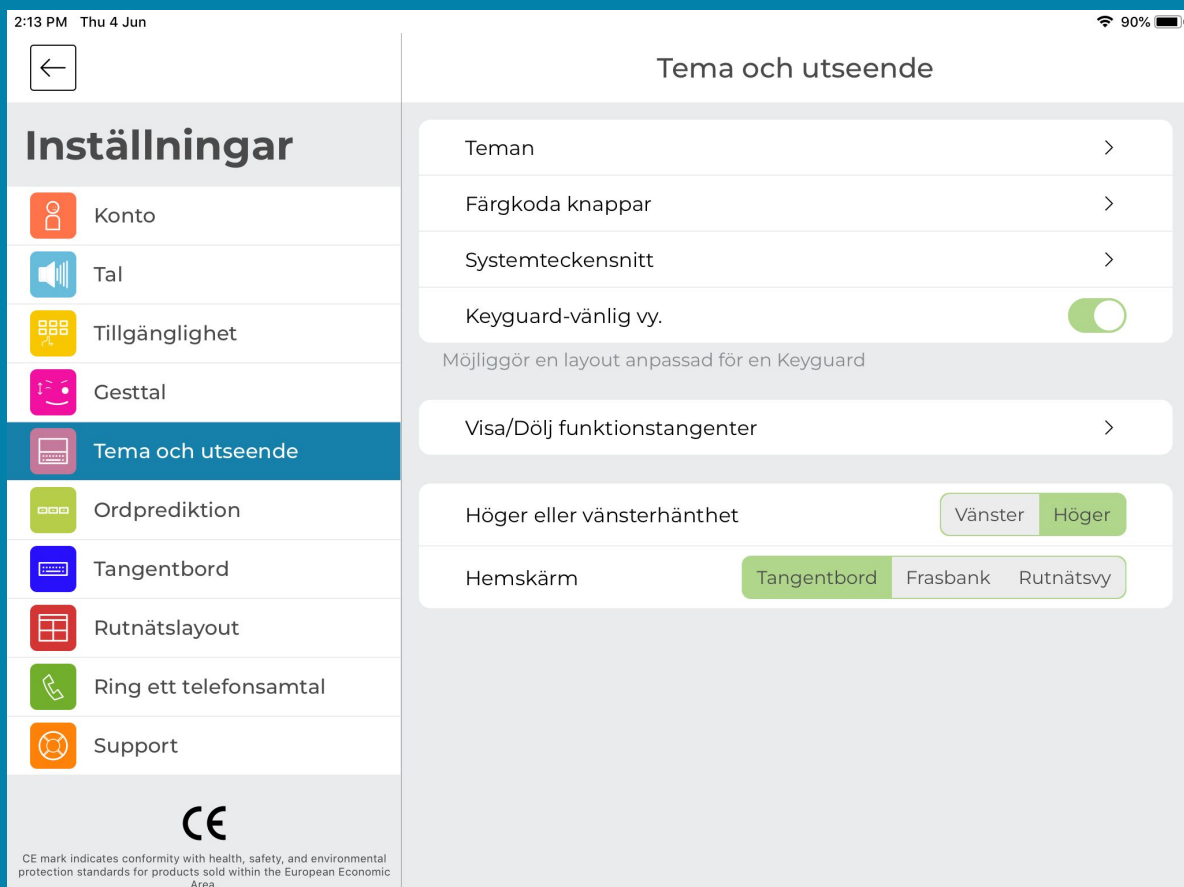 2:13 PM Thu 4 Jun
90%
Tema och utseende
Inställningar
Konto
Tal
Tillgänglighet
Gesttal
Tema och utseende
Ordprediktion
Tangentbord
Rutnätslayout
Ring ett telefonsamtal
Support
CE
CE mark indicates conformity with health, safety, and environmental
protection standards for products sold within the European Economic
Area
Teman
Färgkoda knappar
Systemteckensnitt
Keyguard-vänlig vy.
Möjliggör en layout anpassad för en Keyguard
Visa/Dölj funktionstangenter
Höger eller vänsterhänthet Vänster Höger
Hemskärm Tangentbord Frasbank Rutnätsvy